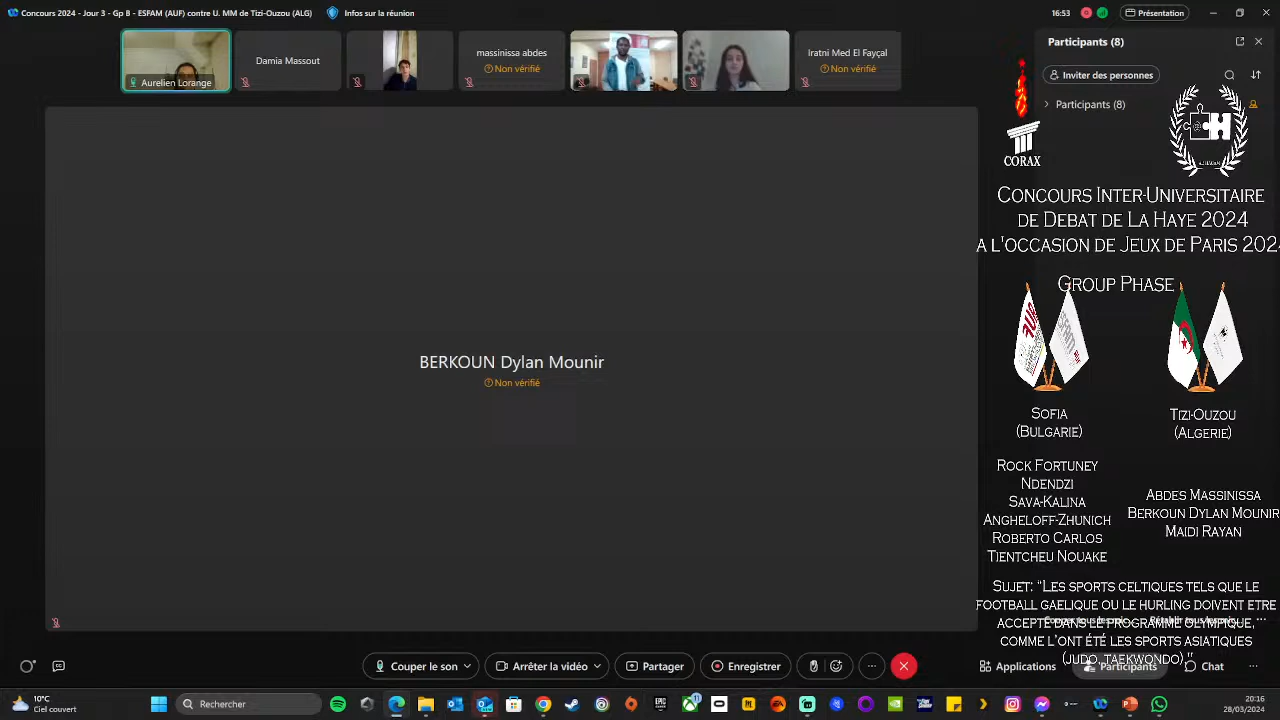 Concours 2024 - Jour 3 - Gp B - ESFAM (AUF) contre U. MM de Tizi-Ouzou (ALG)
Infos sur la réunion
16:53
Présentation
Aurelien Lorange
Damia Massout
massinissa abdes
Non vérifié
Iratni Med El Fayçal
Non vérifié
Participants (8)
Inviter des personnes
Participants (8)
CORAX
Concours Inter-Universitaire
de Debat de La Haye 2024
a l'occasion de Jeux de Paris 2024
Group Phase
BERKOUN Dylan Mounir
Non vérifié
Sofia
(Bulgarie)
Tizi-Ouzou
(Algerie)
Rock Fortuney
Ndendzi
Sava-Kalina
Angheloff-Zhunich
Roberto Carlos
Tientcheu Nouake
Abdes Massinissa
Berkoun Dylan Mounir
Maidi Rayan
Sujet: "Les sports celtiques tels que le
football gaelique ou le hurling doivent etre
accepte dans le programme olympique,
comme l'ont été les sports asiatiques
(judo, taekwondo)."
Couper le son
Arrêter la vidéo
Partager
Enregistrer
Applications
Participants
Chat
10°C
Ciel couvert
Rechercher
20:16
28/03/2024